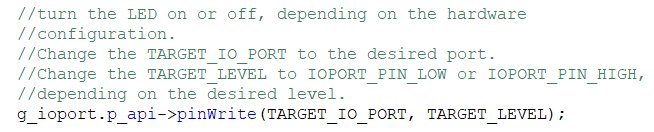 //turn the LED on or off, depending on the hardware
//configuration.
//Change the TARGET_IO_PORT to the desired port.
//Change the TARGET_LEVEL to IOPORT_PIN_LOW or IOPORT_PIN_HIGH,
//depending on the desired level.
g_ioport.p_api->pinWrite(TARGET_IO_PORT, TARGET_LEVEL);